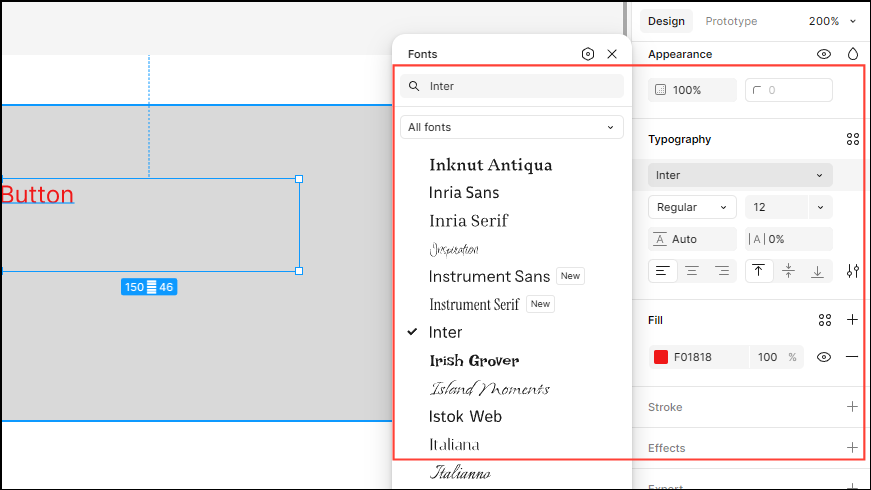 Button
150
46
Fonts
Inter
All fonts
Inknut Antiqua
Inria Sans
Inria Serif
Inspiration
Instrument Sans New
Instrument Serif New
Inter
Irish Grover
Island Moments
Istok Web
Italiana
Italianno
Design Prototype 200%
Appearance
100% 0
Typography
Inter
Regular 12
A Auto |A| 0%
Fill
F01818 100 %
Stroke
Effects
Export